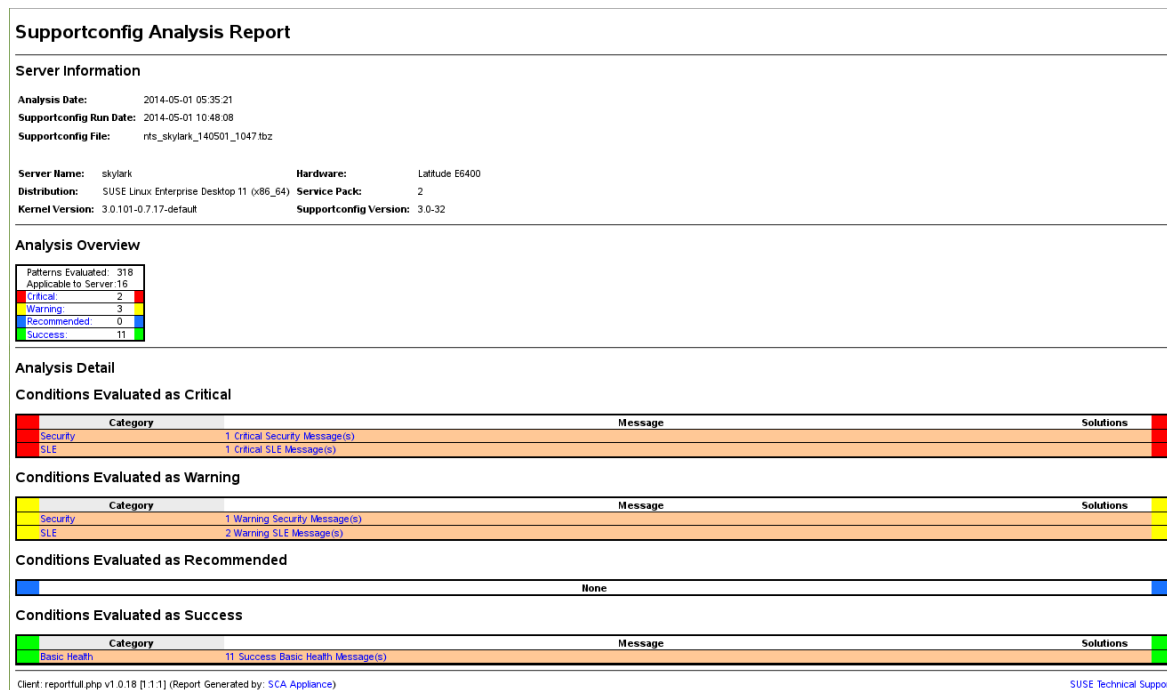 Supportconfig Analysis Report
Server Information
Analysis Date: 2014-05-01 05:35:21
Supportconfig Run Date: 2014-05-01 10:48:08
Supportconfig File: nts_skylark_140501_1047.tbz
Server Name: skylark Hardware: Latitude E6400
Distribution: SUSE Linux Enterprise Desktop 11 (x86_64) Service Pack: 2
Kernel Version: 3.0.101-0.7.17-default Supportconfig Version: 3.0-32
Analysis Overview
Patterns Evaluated: 318
Applicable to Server: 16
Critical: 2
Warning: 3
Recommended: 0
Success: 11
Analysis Detail
Conditions Evaluated as Critical
Category Message Solutions
Security 1 Critical Security Message(s)
SLE 1 Critical SLE Message(s)
Conditions Evaluated as Warning
Category Message Solutions
Security 1 Warning Security Message(s)
SLE 2 Warning SLE Message(s)
Conditions Evaluated as Recommended
None
Conditions Evaluated as Success
Category Message Solutions
Basic Health 11 Success Basic Health Message(s)
Client: reportfull.php v1.0.18 [1:1:1] (Report Generated by: SCA Appliance) SUSE Technical Suppo